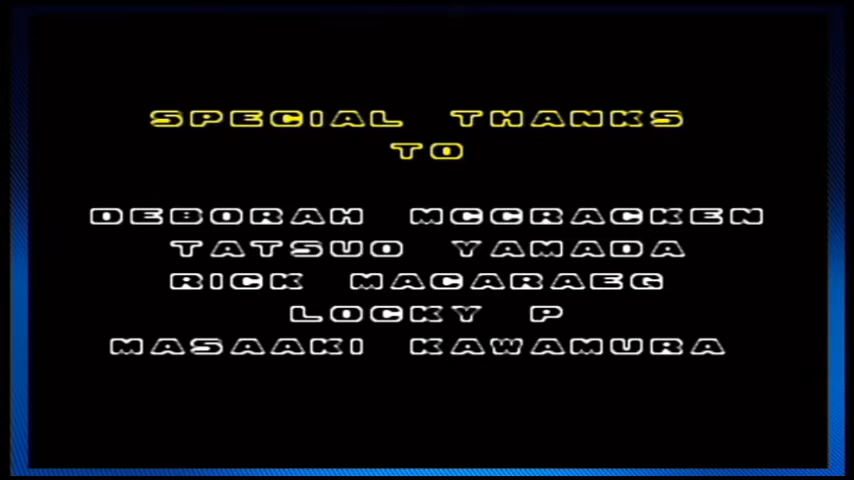 SPECIAL THANKS
TO
DEBORAH MCCRACKEN
TATSUO YAMADA
RICK MACARAEG
LOCKY P
MASAAKI KAWAMURA